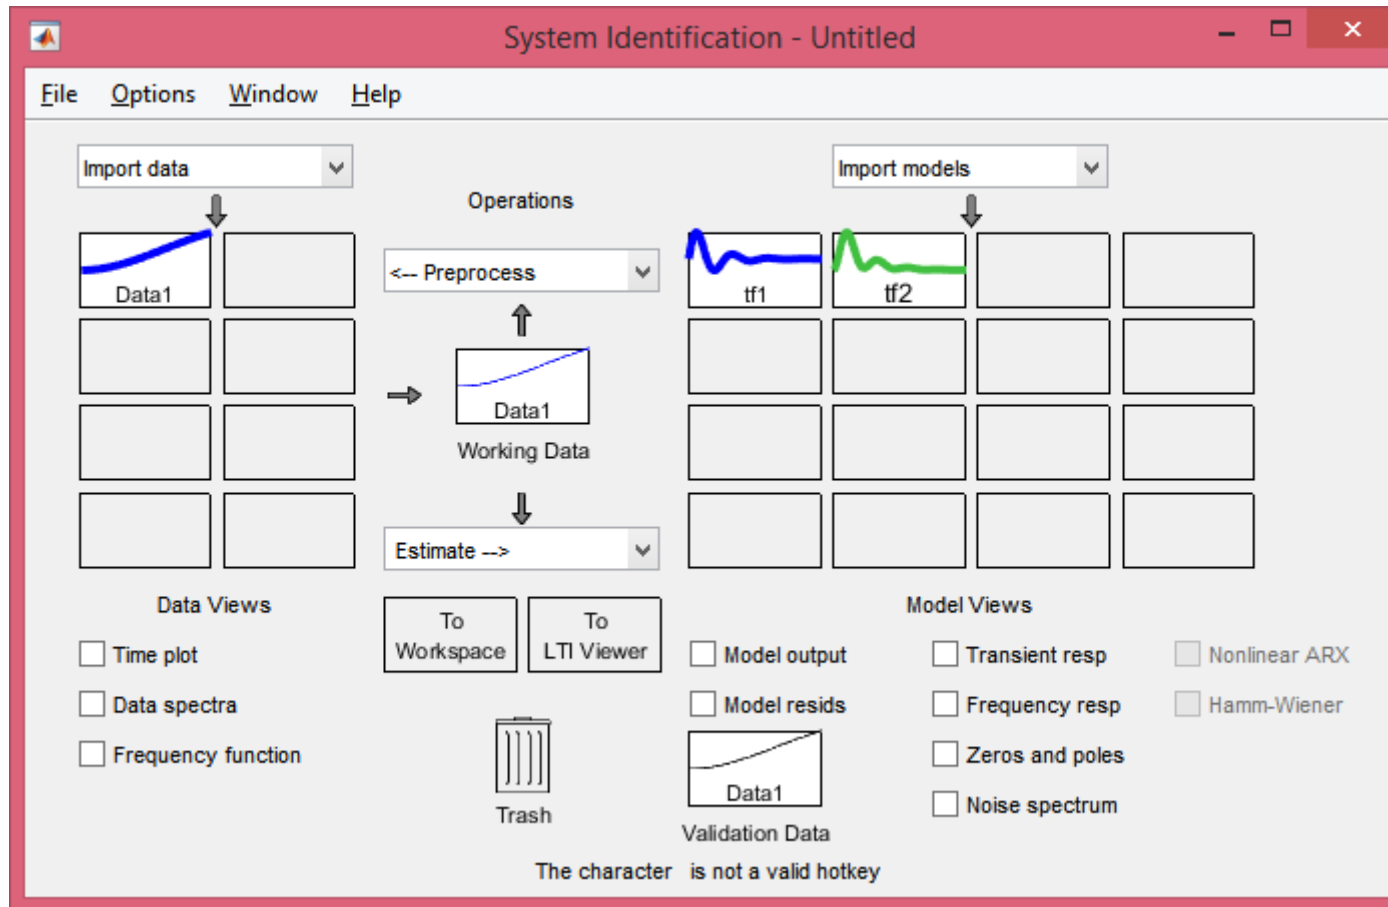 System Identification - Untitled
File Options Window Help
Import data
Import models
Operations
Data1
<-- Preprocess
tf1
tf2
Data1
Working Data
Estimate -->
Data Views
Model Views
To
Workspace
To
LTI Viewer
Time plot
Data spectra
Frequency function
Trash
Model output
Model resids
Data1
Validation Data
Transient resp
Frequency resp
Zeros and poles
Noise spectrum
Nonlinear ARX
Hamm-Wiener
The character is not a valid hotkey